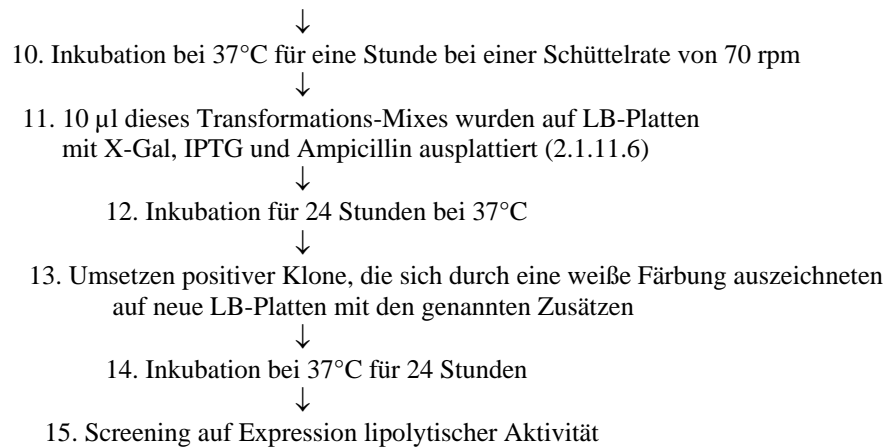 ↓
10. Inkubation bei 37°C für eine Stunde bei einer Schüttelrate von 70 rpm
↓
11. 10 µl dieses Transformations-Mixes wurden auf LB-Platten
mit X-Gal, IPTG und Ampicillin ausplattiert (2.1.11.6)
↓
12. Inkubation für 24 Stunden bei 37°C
↓
13. Umsetzen positiver Klone, die sich durch eine weiße Färbung auszeichneten
auf neue LB-Platten mit den genannten Zusätzen
↓
14. Inkubation bei 37°C für 24 Stunden
↓
15. Screening auf Expression lipolytischer Aktivität